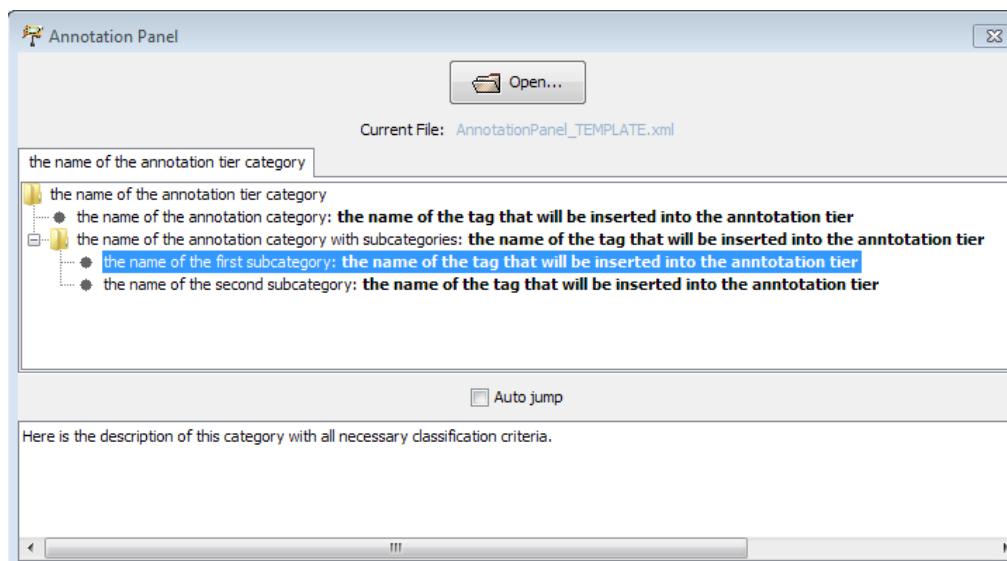 Annotation Panel
Open...
Current File: AnnotationPanel_TEMPLATE.xml
the name of the annotation tier category
the name of the annotation tier category
the name of the annotation category: the name of the tag that will be inserted into the anntotation tier
the name of the annotation category with subcategories: the name of the tag that will be inserted into the anntotation tier
the name of the first subcategory: the name of the tag that will be inserted into the anntotation tier
the name of the second subcategory: the name of the tag that will be inserted into the anntotation tier
Auto jump
Here is the description of this category with all necessary classification criteria.